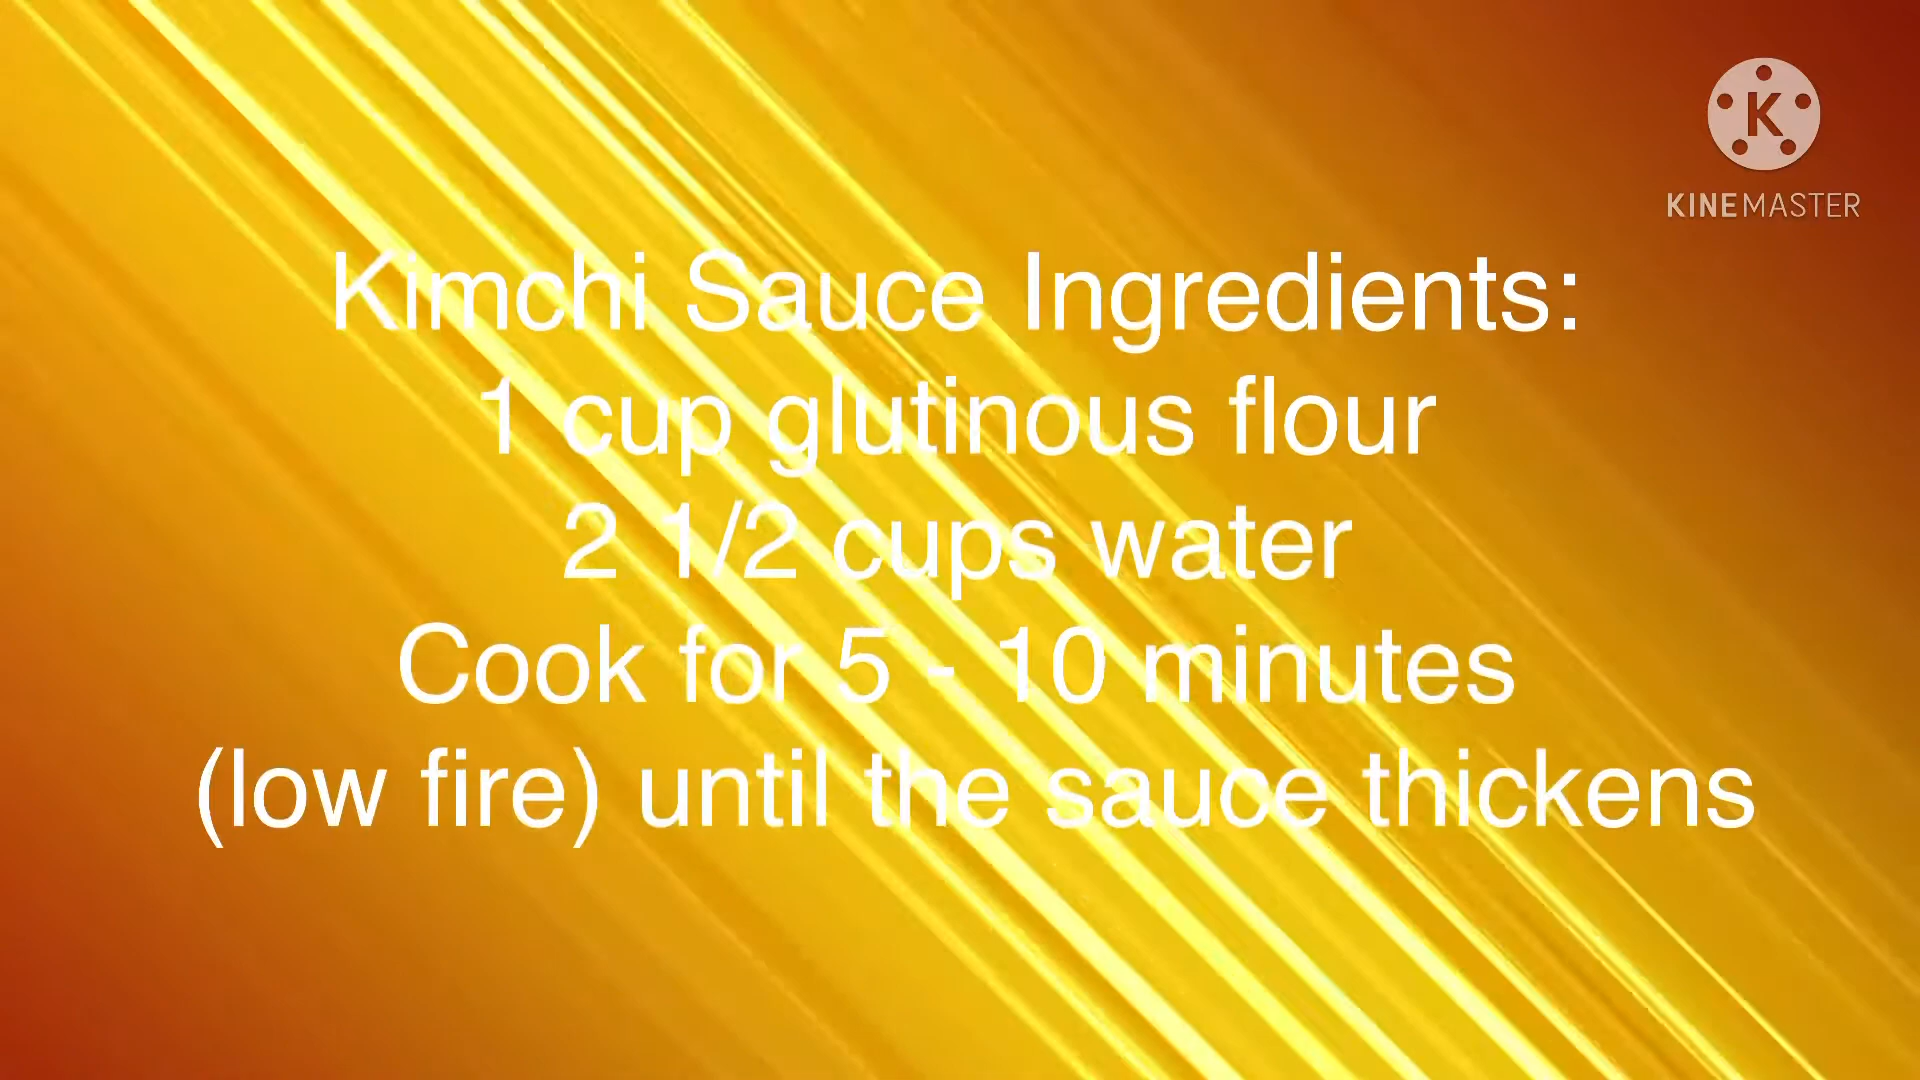 K
KINEMASTER
Kimchi Sauce Ingredients:
1 cup glutinous flour
2 1/2 cups water
Cook for 5 - 10 minutes
(low fire) until the sauce thickens